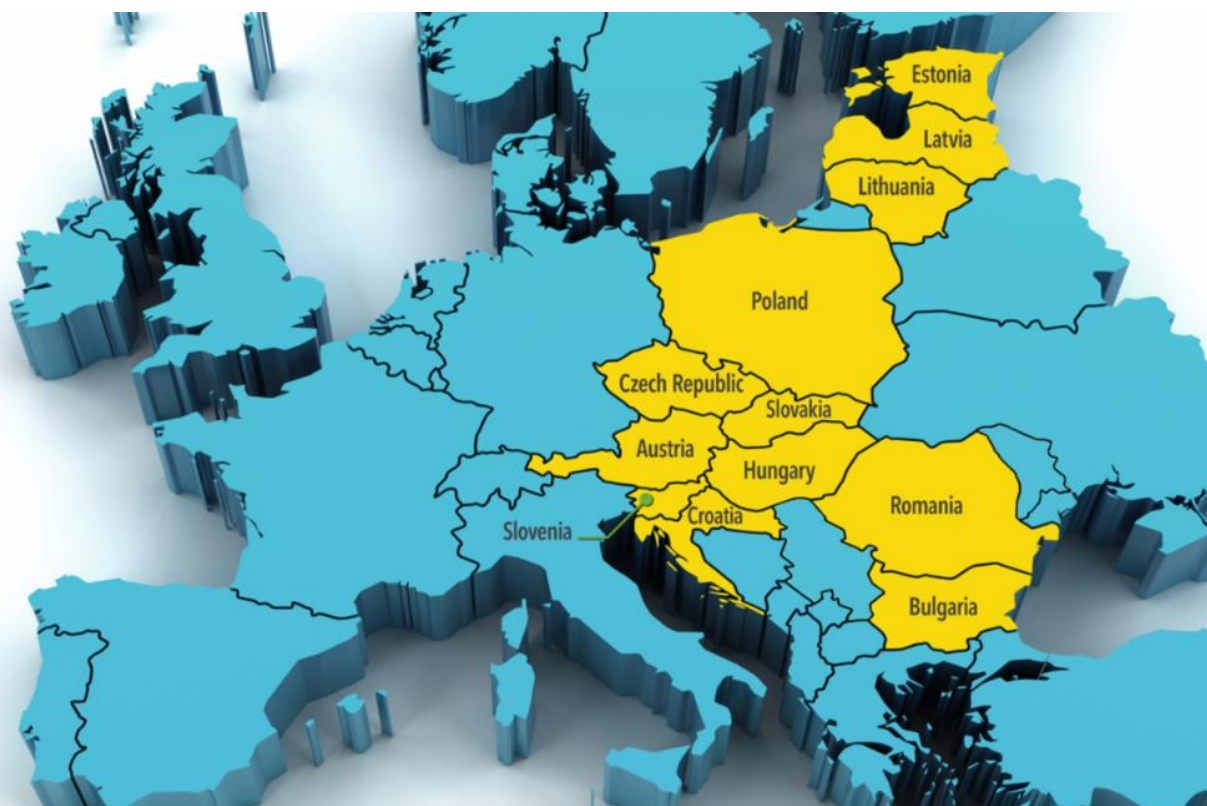 Estonia
Latvia
Lithuania
Poland
Czech Republic
Slovakia
Austria
Hungary
Romania
Croatia
Slovenia
Bulgaria